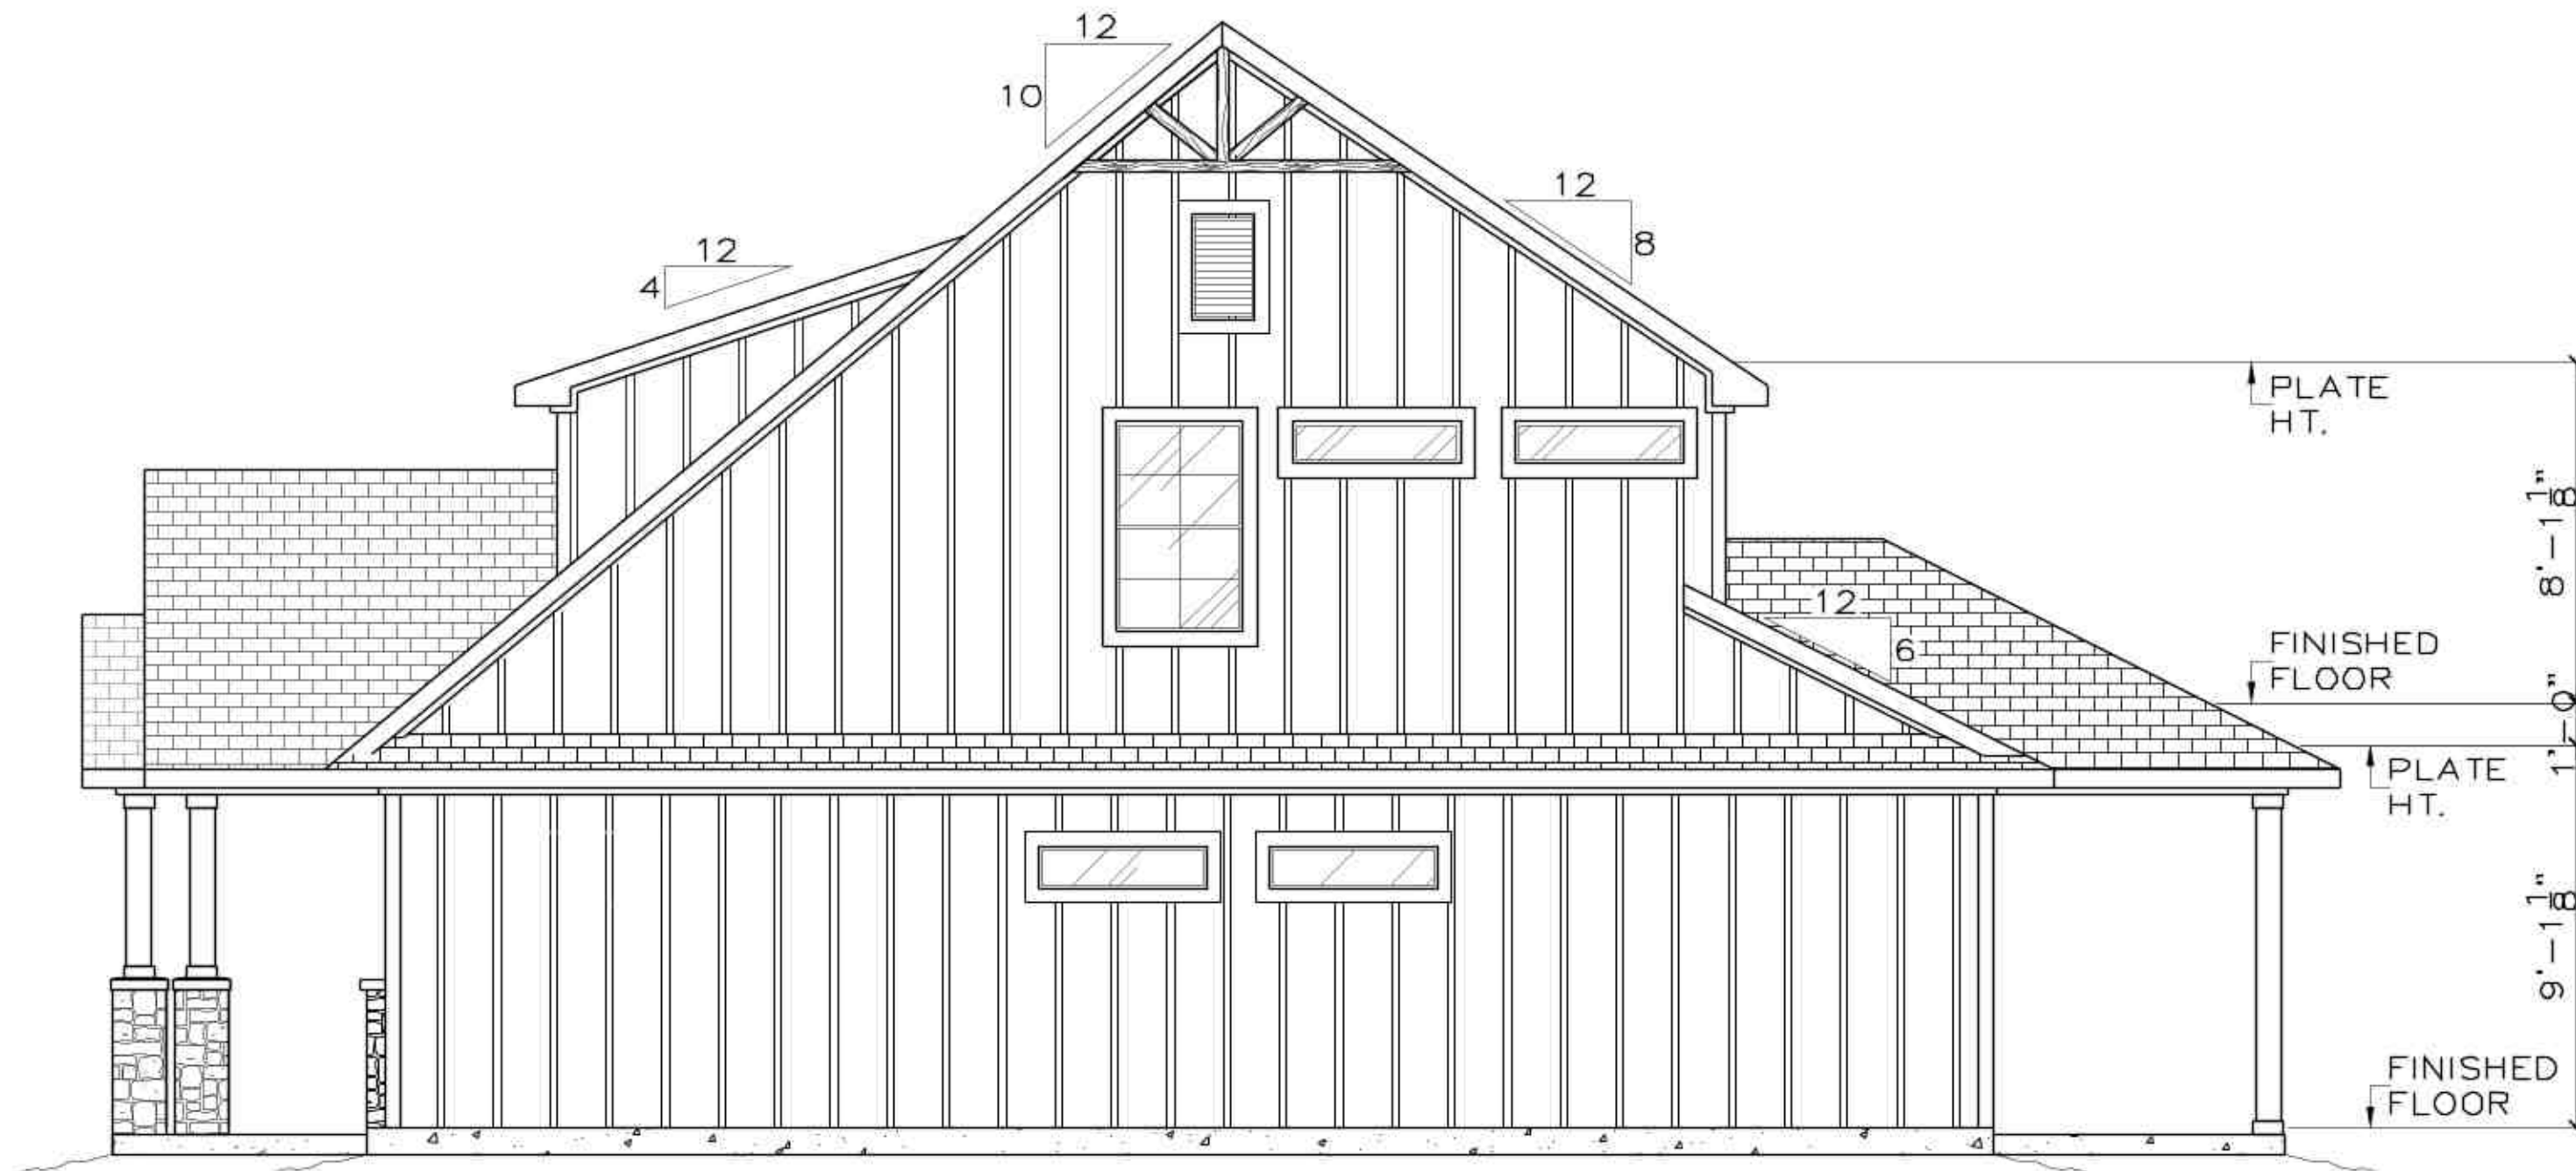 12
10
12
8
12
4
PLATE
HT.
8'-1 1/8"
12
6
FINISHED
FLOOR
1'-0"
PLATE
HT.
9'-1 1/8"
FINISHED
FLOOR